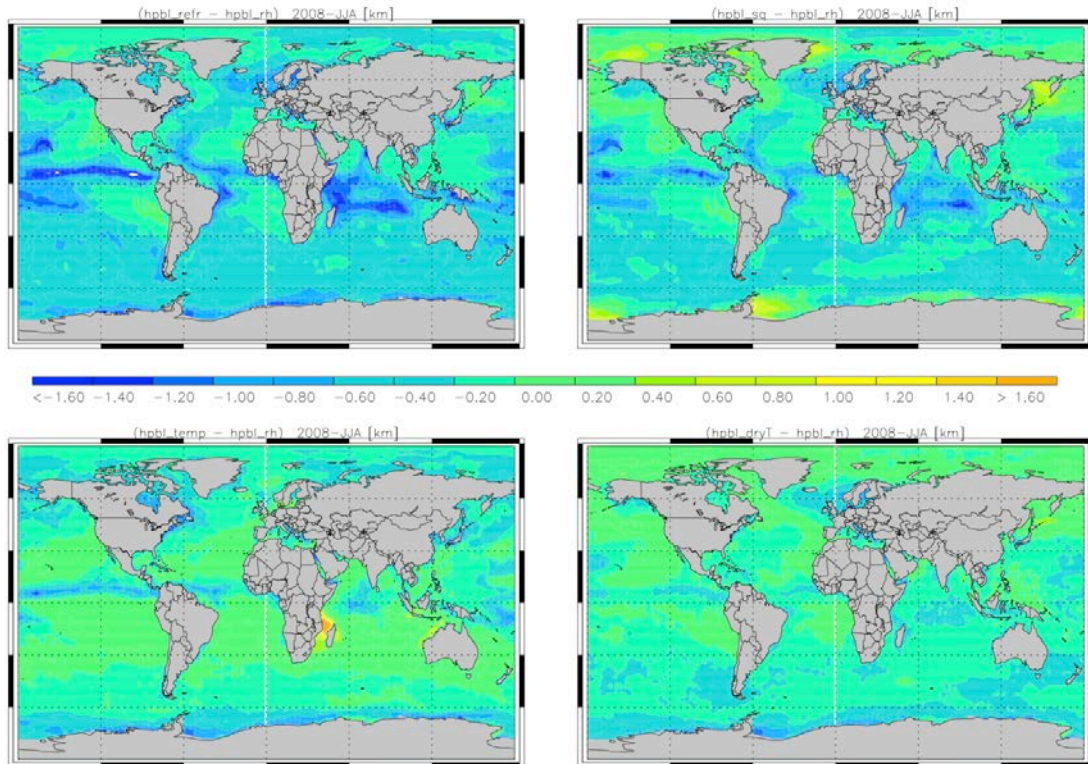 (hpbl_refr - hpbl_rh) 2008-JJA [km]
(hpbl_sq - hpbl_rh) 2008-JJA [km]
<-1.60 -1.40 -1.20 -1.00 -0.80 -0.60 -0.40 -0.20 0.00 0.20 0.40 0.60 0.80 1.00 1.20 1.40 > 1.60
(hpbl_temp - hpbl_rh) 2008-JJA [km]
(hpbl_dryT - hpbl_rh) 2008-JJA [km]